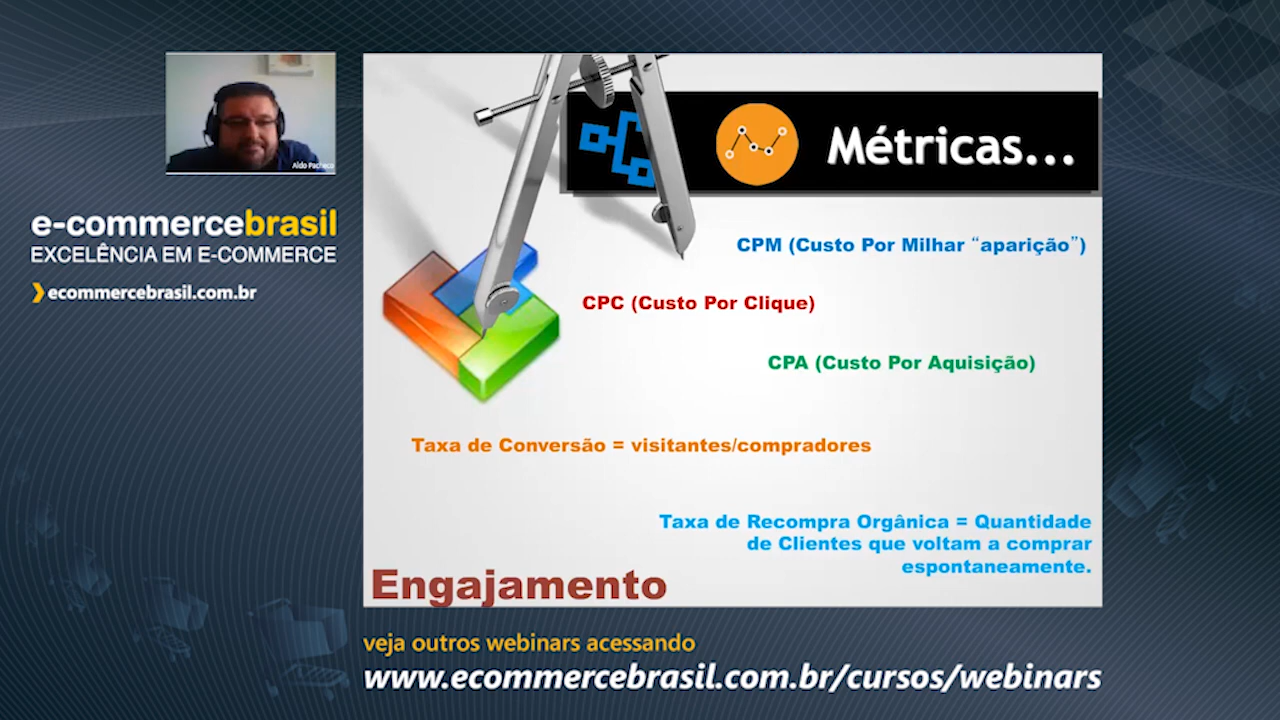 Aldo Pacheco
e-commercebrasil
EXCELÊNCIA EM E-COMMERCE
ecommercebrasil.com.br
Métricas...
CPM (Custo Por Milhar “aparição”)
CPC (Custo Por Clique)
CPA (Custo Por Aquisição)
Taxa de Conversão = visitantes/compradores
Taxa de Recompra Orgânica = Quantidade
de Clientes que voltam a comprar
espontaneamente.
Engajamento
veja outros webinars acessando
www.ecommercebrasil.com.br/cursos/webinars